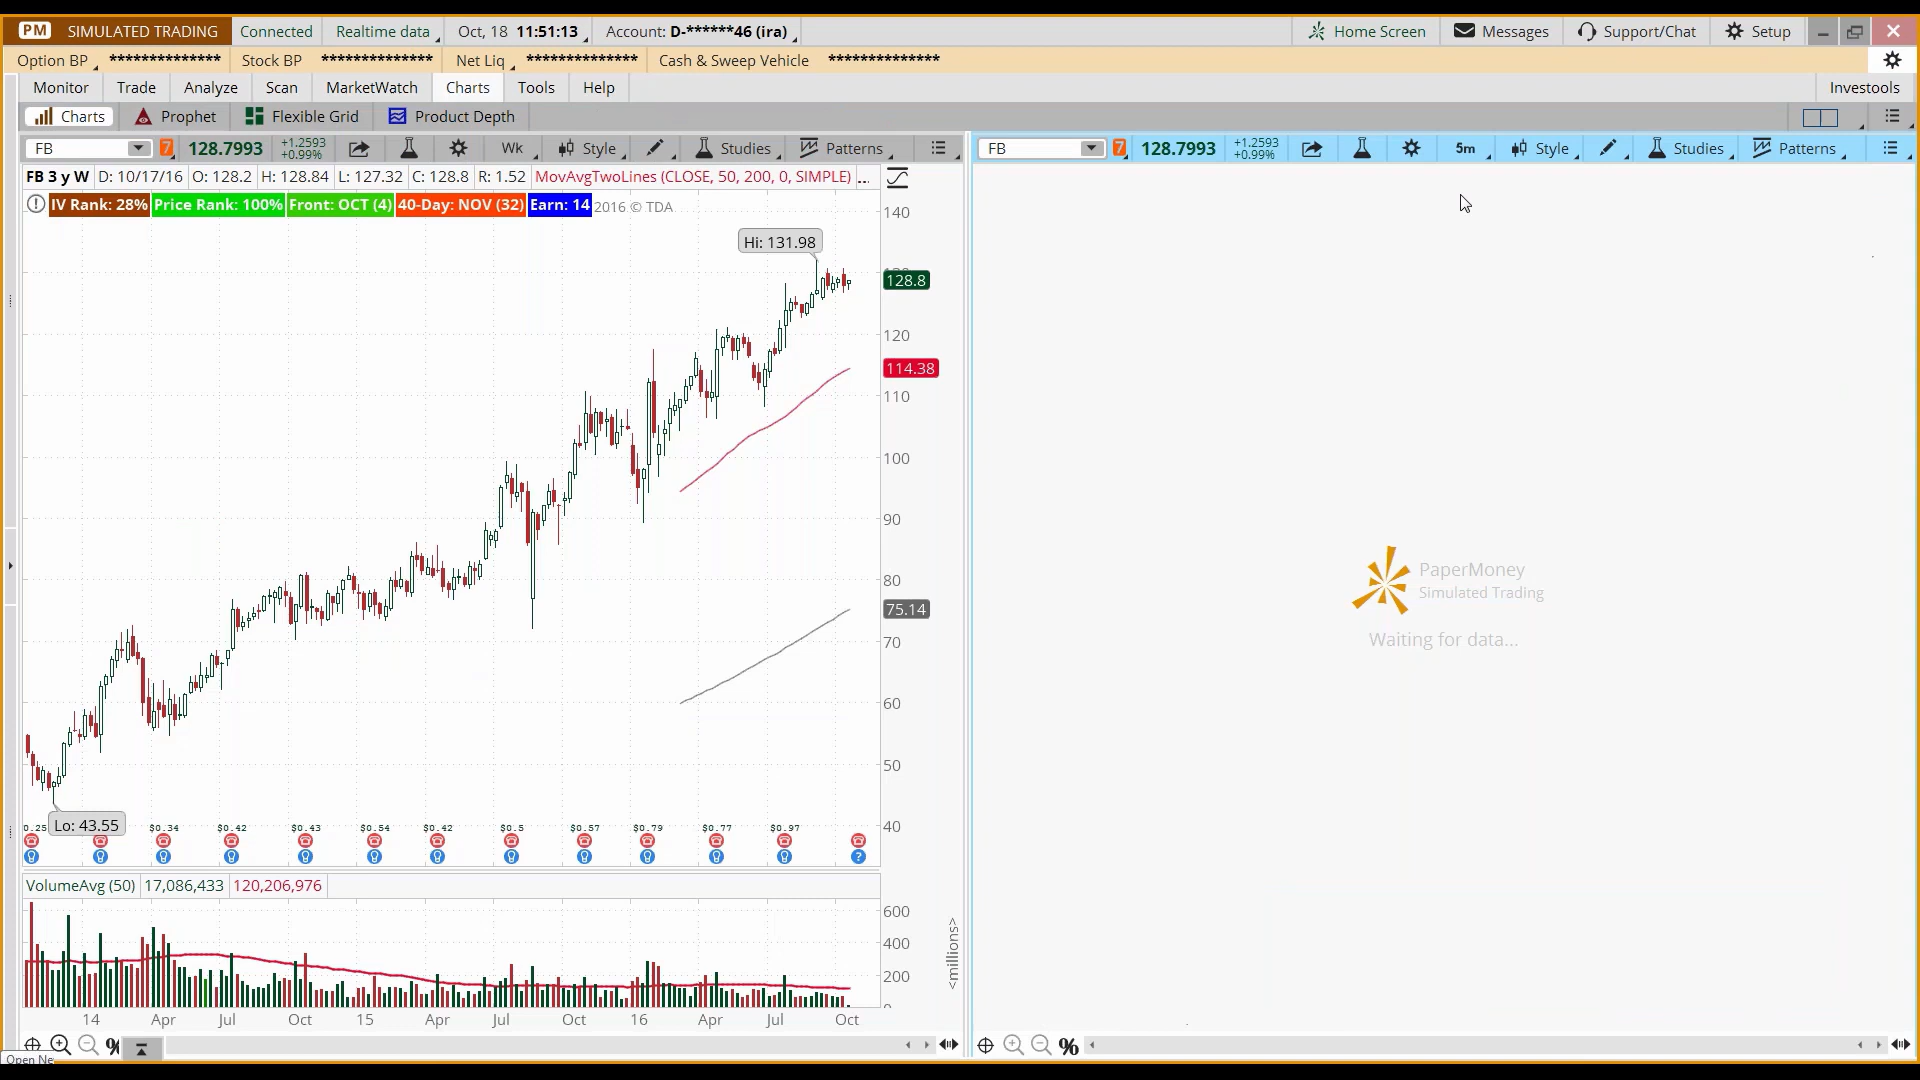 PM SIMULATED TRADING Connected Realtime data Oct, 18 11:51:13 Account: D-******46 (ira) Home Screen Messages Support/Chat Setup
Option BP ************** Stock BP ************** Net Liq ************** Cash & Sweep Vehicle **************
Monitor Trade Analyze Scan MarketWatch Charts Tools Help Investools
Charts Prophet Flexible Grid Product Depth
FB 7 128.7993 +1.2593 +0.99% Wk Style Studies Patterns
FB 7 128.7993 +1.2593 +0.99% 5m Style Studies Patterns
FB 3 y W D: 10/17/16 O: 128.2 H: 128.84 L: 127.32 C: 128.8 R: 1.52 MovAvgTwoLines (CLOSE, 50, 200, 0, SIMPLE) ...
IV Rank: 28% Price Rank: 100% Front: OCT (4) 40-Day: NOV (32) Earn: 14 2016 © TDA
140
Hi: 131.98
128.8
120
114.38
110
100
90
80
75.14
70
60
50
40
Lo: 43.55
0.25 $0.34 $0.42 $0.43 $0.54 $0.42 $0.5 $0.57 $0.79 $0.77 $0.97
PaperMoney
Simulated Trading
Waiting for data...
VolumeAvg (50) 17,086,433 120,206,976
600
400
200
<millions>
14 Apr Jul Oct 15 Apr Jul Oct 16 Apr Jul Oct
%
%
Open Ne